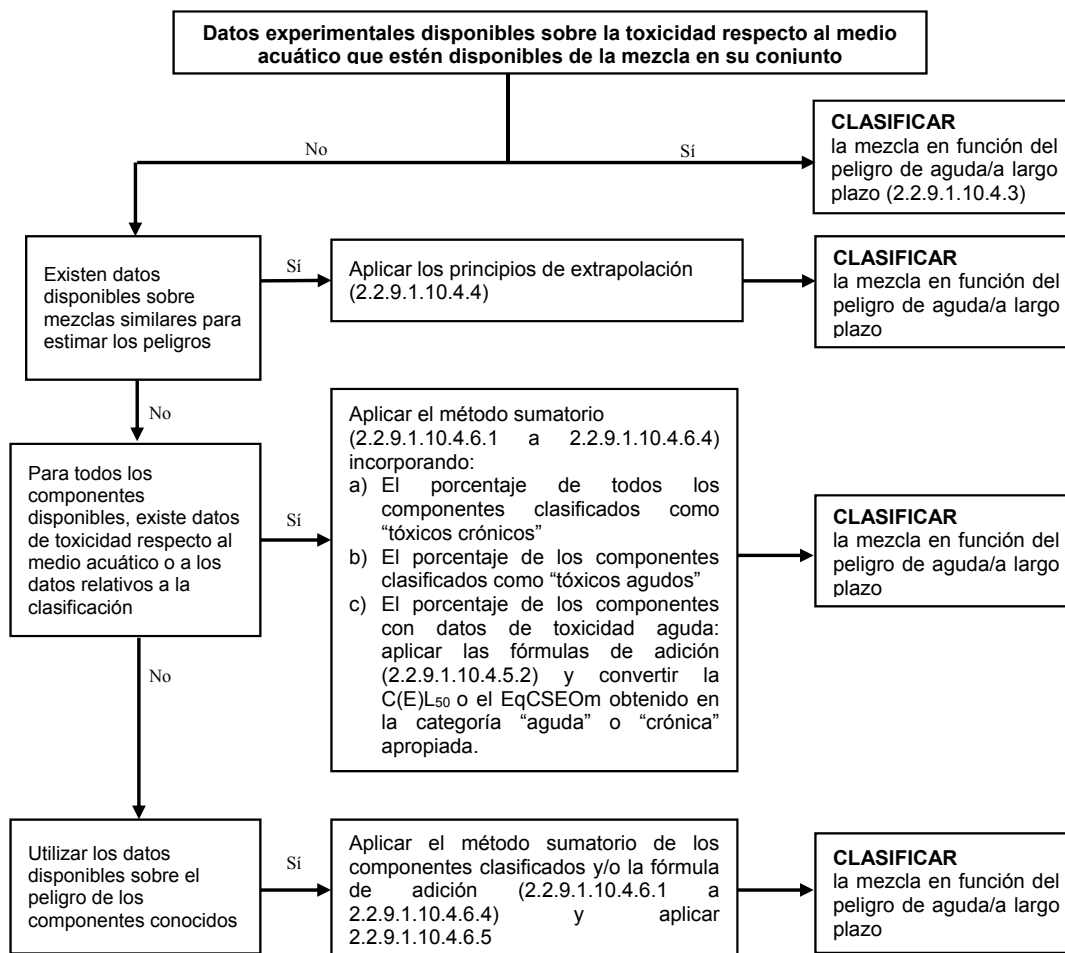 Datos experimentales disponibles sobre la toxicidad respecto al medio
acuático que estén disponibles de la mezcla en su conjunto
No
Sí
CLASIFICAR
la mezcla en función del
peligro de aguda/a largo
plazo (2.2.9.1.10.4.3)
Existen datos
disponibles sobre
mezclas similares para
estimar los peligros
Sí
Aplicar los principios de extrapolación
(2.2.9.1.10.4.4)
CLASIFICAR
la mezcla en función del
peligro de aguda/a largo
plazo
No
Para todos los
componentes
disponibles, existe datos
de toxicidad respecto al
medio acuático o a los
datos relativos a la
clasificación
Sí
Aplicar el método sumatorio
(2.2.9.1.10.4.6.1 a 2.2.9.1.10.4.6.4)
incorporando:
a) El porcentaje de todos los
componentes clasificados como
“tóxicos crónicos”
b) El porcentaje de los componentes
clasificados como “tóxicos agudos”
c) El porcentaje de los componentes
con datos de toxicidad aguda:
aplicar las fórmulas de adición
(2.2.9.1.10.4.5.2) y convertir la
C(E)L50 o el EqCSEOm obtenido en
la categoría “aguda” o “crónica”
apropiada.
CLASIFICAR
la mezcla en función del
peligro de aguda/a largo
plazo
No
Utilizar los datos
disponibles sobre el
peligro de los
componentes conocidos
Sí
Aplicar el método sumatorio de los
componentes clasificados y/o la fórmula
de adición (2.2.9.1.10.4.6.1 a
2.2.9.1.10.4.6.4) y aplicar
2.2.9.1.10.4.6.5
CLASIFICAR
la mezcla en función del
peligro de aguda/a largo
plazo